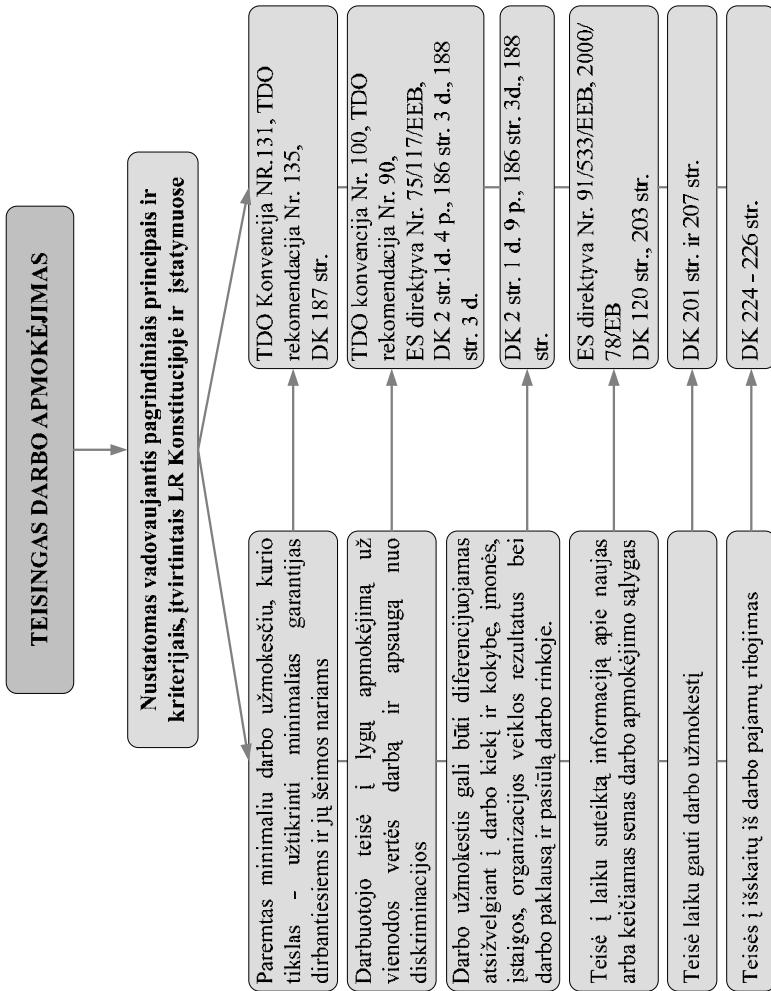 TEISINGAS DARBO APMOKĖJIMAS
Nustatomas vadovaujantis pagrindiniais principais ir
kriterijais, įtvirtintais LR Konstitucijoje ir įstatymuose
Paremtas minimaliu darbo užmokesčiu, kurio
tikslas - užtikrinti minimalias garantijas
dirbantiesiems ir jų šeimos nariams
TDO Konvencija NR.131, TDO
rekomendacija Nr. 135,
DK 187 str.
Darbuotojo teisė į lygų apmokėjimą už
vienodos vertės darbą ir apsaugą nuo
diskriminacijos
TDO konvencija Nr. 100, TDO
rekomendacija Nr. 90,
ES direktyva Nr. 75/117/EEB,
DK 2 str.1d. 4 p., 186 str. 3 d., 188
str. 3 d.
Darbo užmokestis gali būti diferencijuojamas
atsižvelgiant į darbo kiekį ir kokybę, įmonės,
įstaigos, organizacijos veiklos rezultatus bei
darbo paklausą ir pasiūlą darbo rinkoje.
DK 2 str. 1 d. 9 p., 186 str. 3d., 188
str.
Teisė į laiku suteiktą informaciją apie naujas
arba keičiamas senas darbo apmokėjimo sąlygas
ES direktyva Nr. 91/533/EEB, 2000/
78/EB
DK 120 str., 203 str.
Teisė laiku gauti darbo užmokestį
DK 201 str. ir 207 str.
Teisės į išskaitų iš darbo pajamų ribojimas
DK 224 - 226 str.